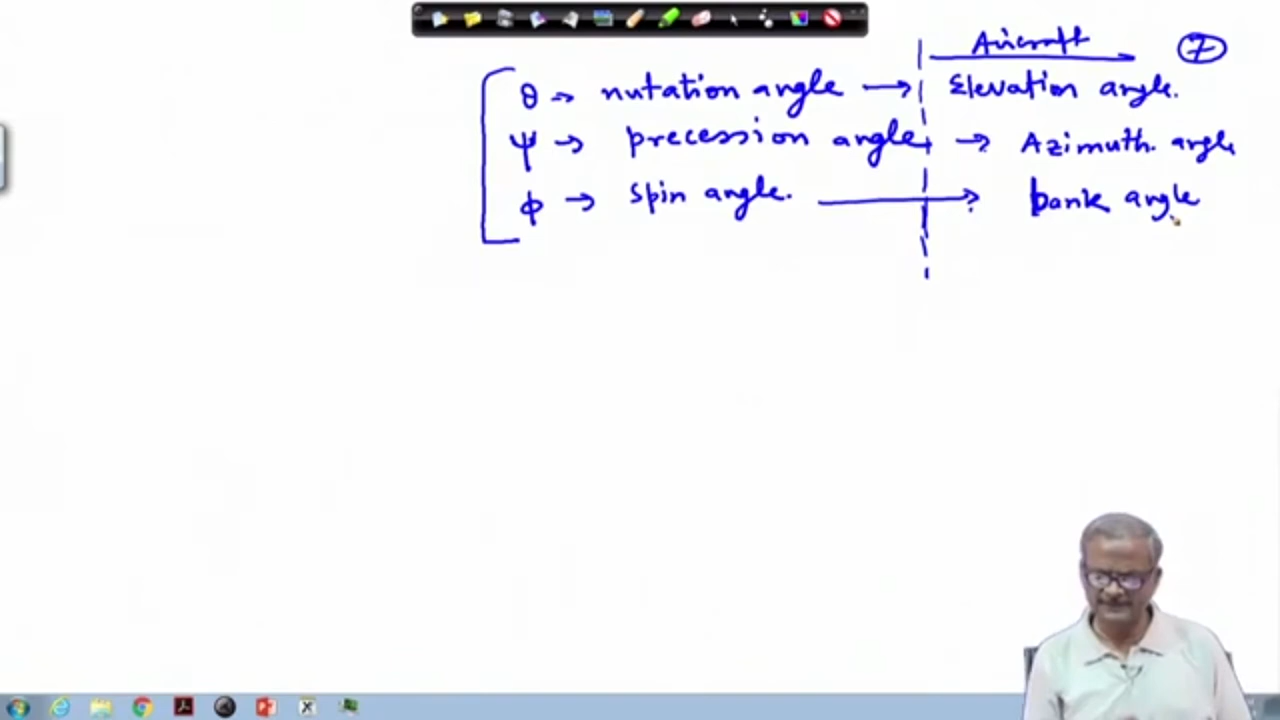 Aircraft ⑦
θ → nutation angle → Elevation angle.
ψ → precession angle → Azimuth. angle
φ → Spin angle. → bank angle